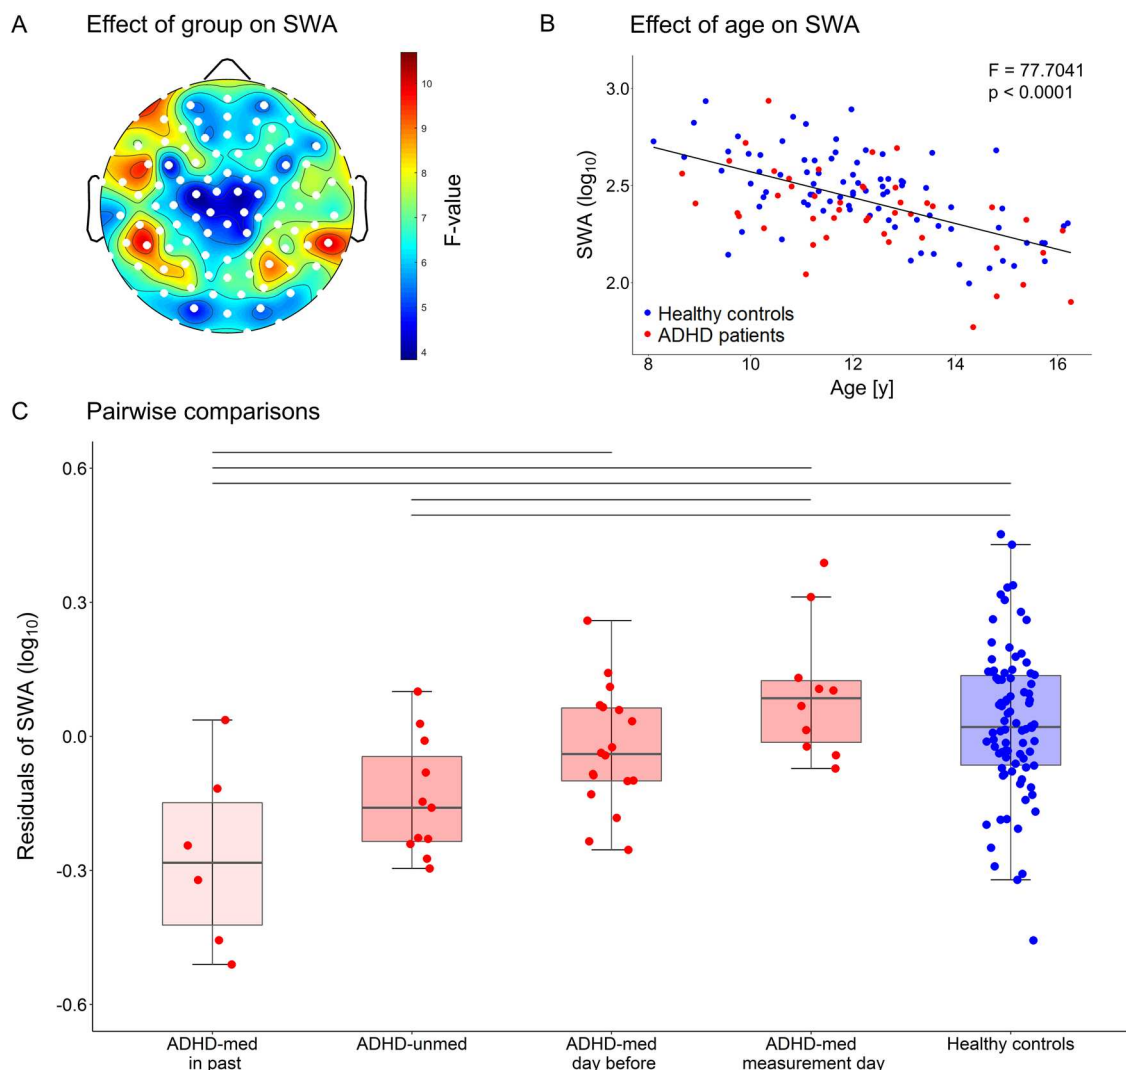 A Effect of group on SWA
10
9
8
7
6
5
4
F-value
B Effect of age on SWA
F = 77.7041
p < 0.0001
3.0
2.5
2.0
SWA (log10)
Healthy controls
ADHD patients
8 10 12 14 16
Age [y]
C Pairwise comparisons
0.6
0.3
0.0
-0.3
-0.6
Residuals of SWA (log10)
ADHD-med
in past
ADHD-unmed
ADHD-med
day before
ADHD-med
measurement day
Healthy controls